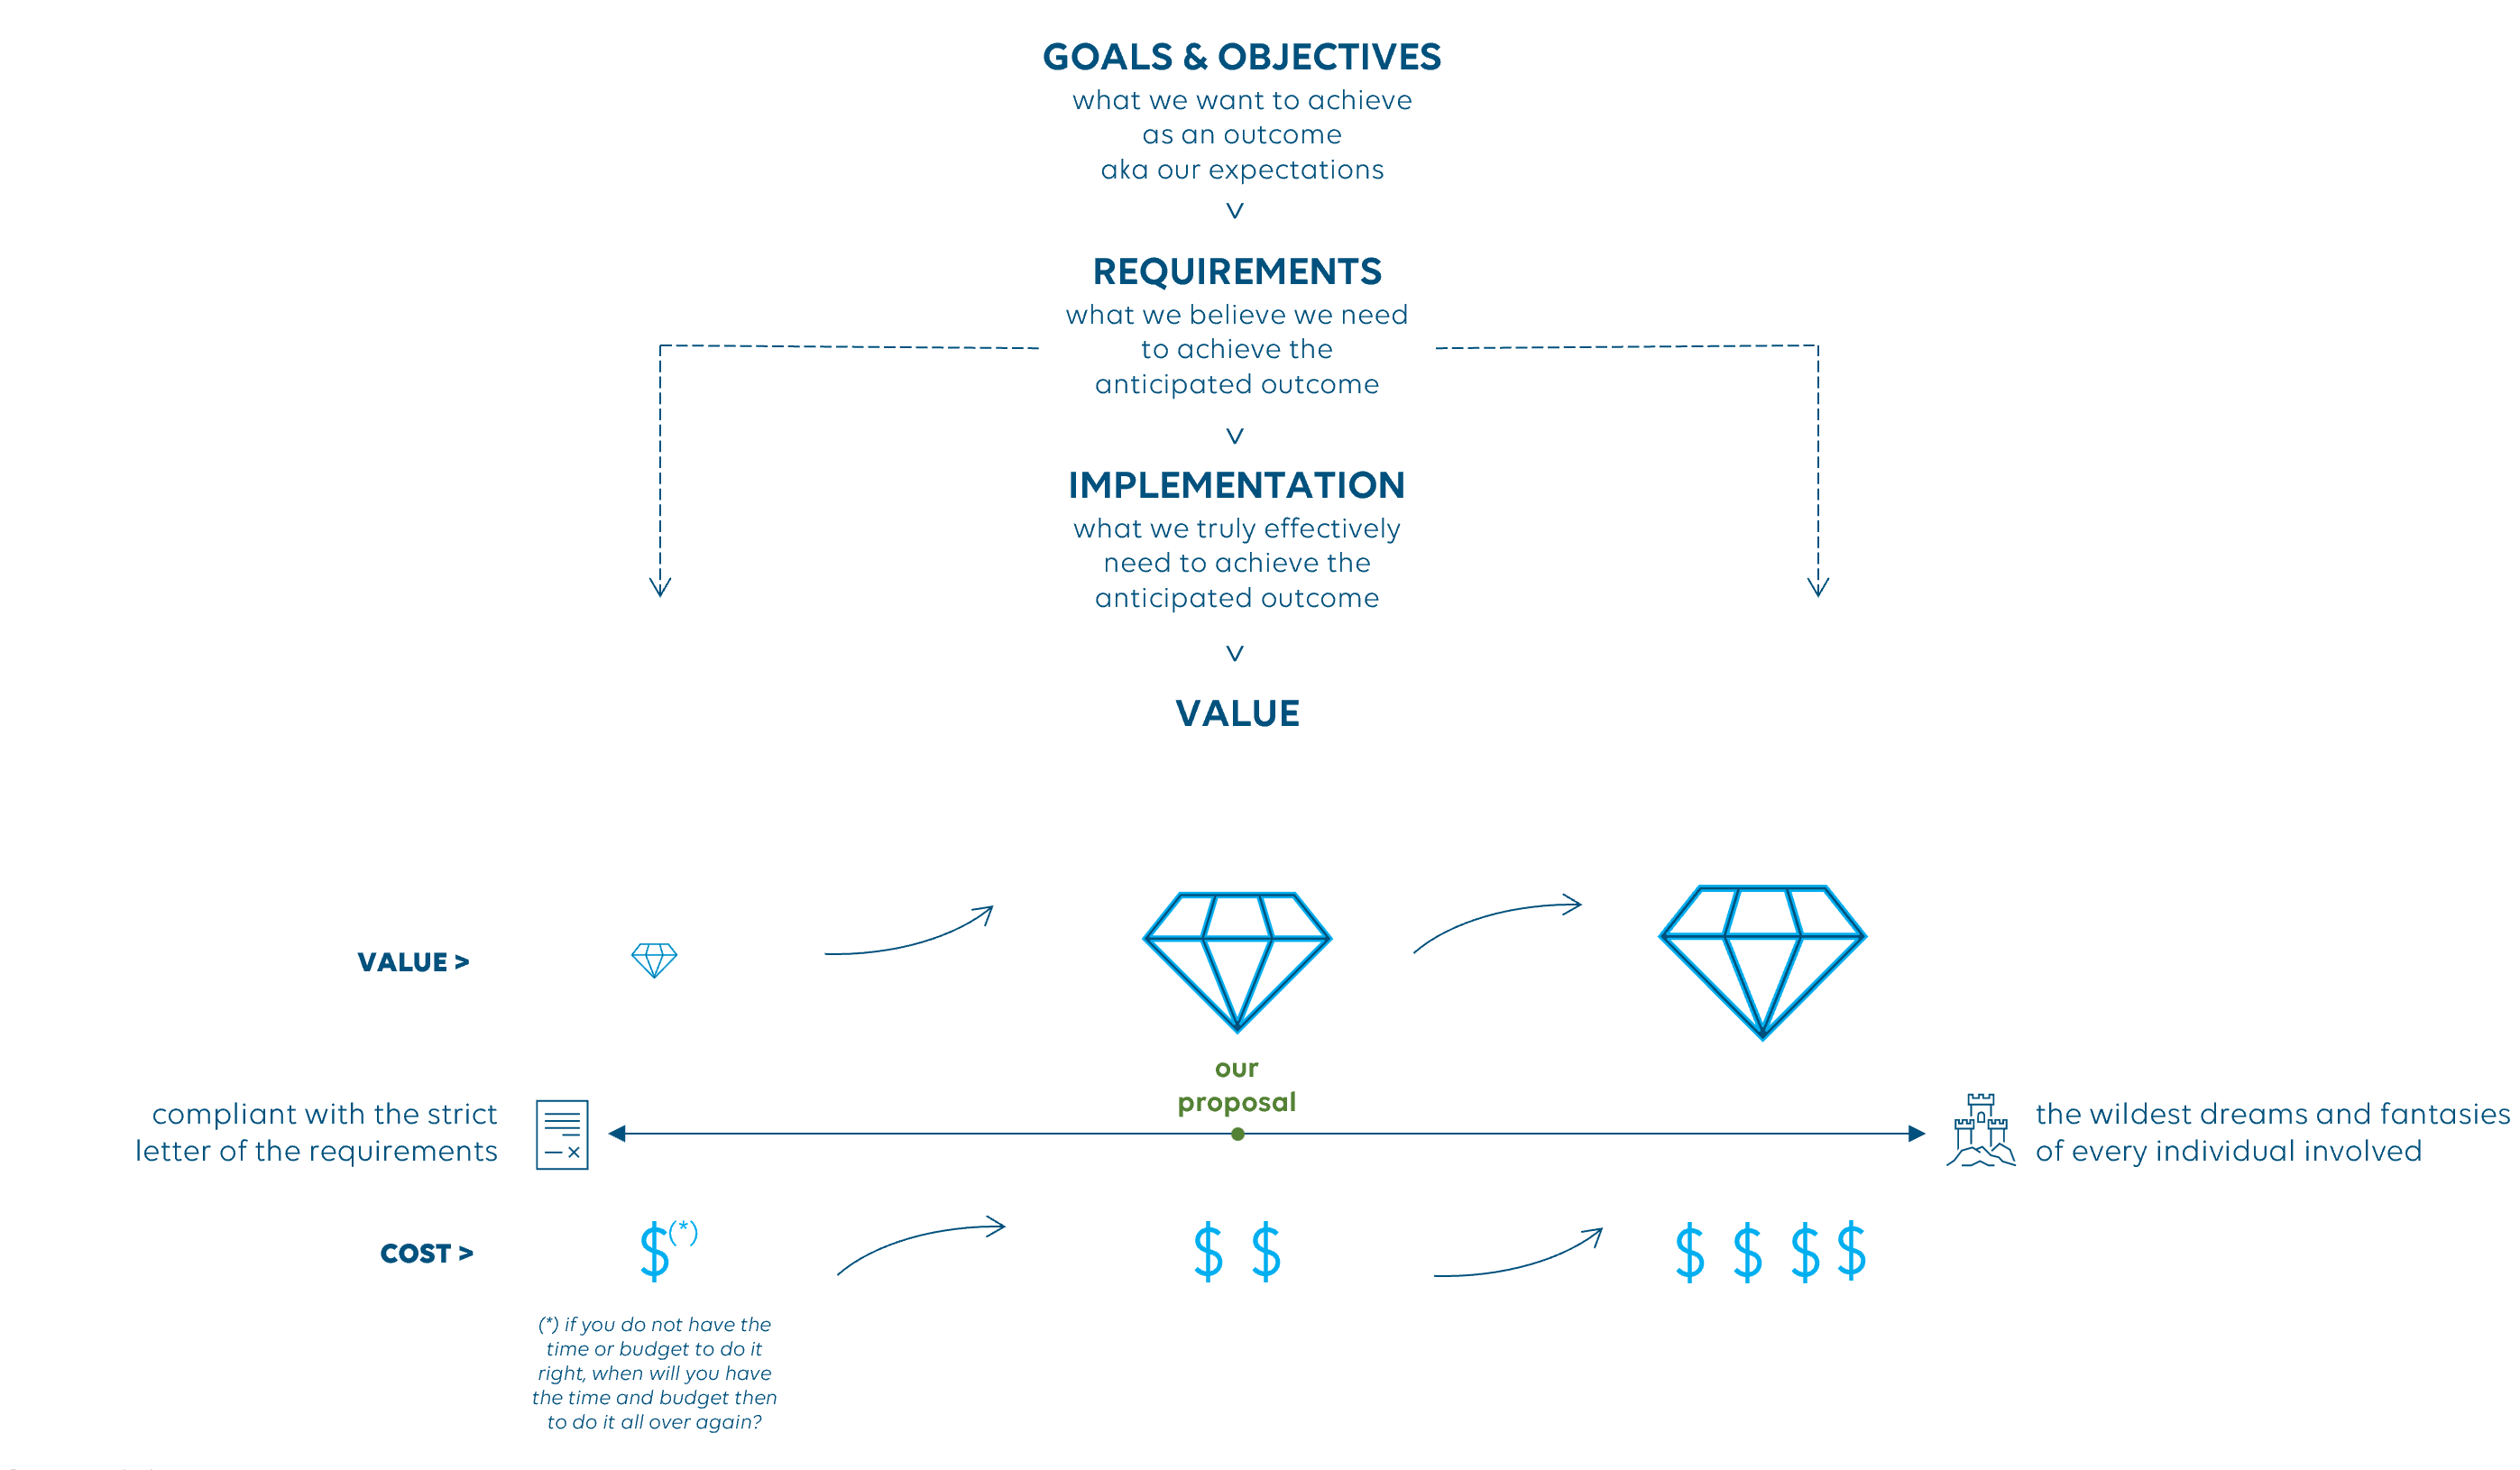 GOALS & OBJECTIVES
what we want to achieve
as an outcome
aka our expectations
REQUIREMENTS
what we believe we need
to achieve the
anticipated outcome
IMPLEMENTATION
what we truly effectively
need to achieve the
anticipated outcome
VALUE
VALUE >
our
proposal
compliant with the strict
letter of the requirements
the wildest dreams and fantasies
of every individual involved
COST >
$(*)
$ $
$ $ $ $
(*) if you do not have the
time or budget to do it
right, when will you have
the time and budget then
to do it all over again?